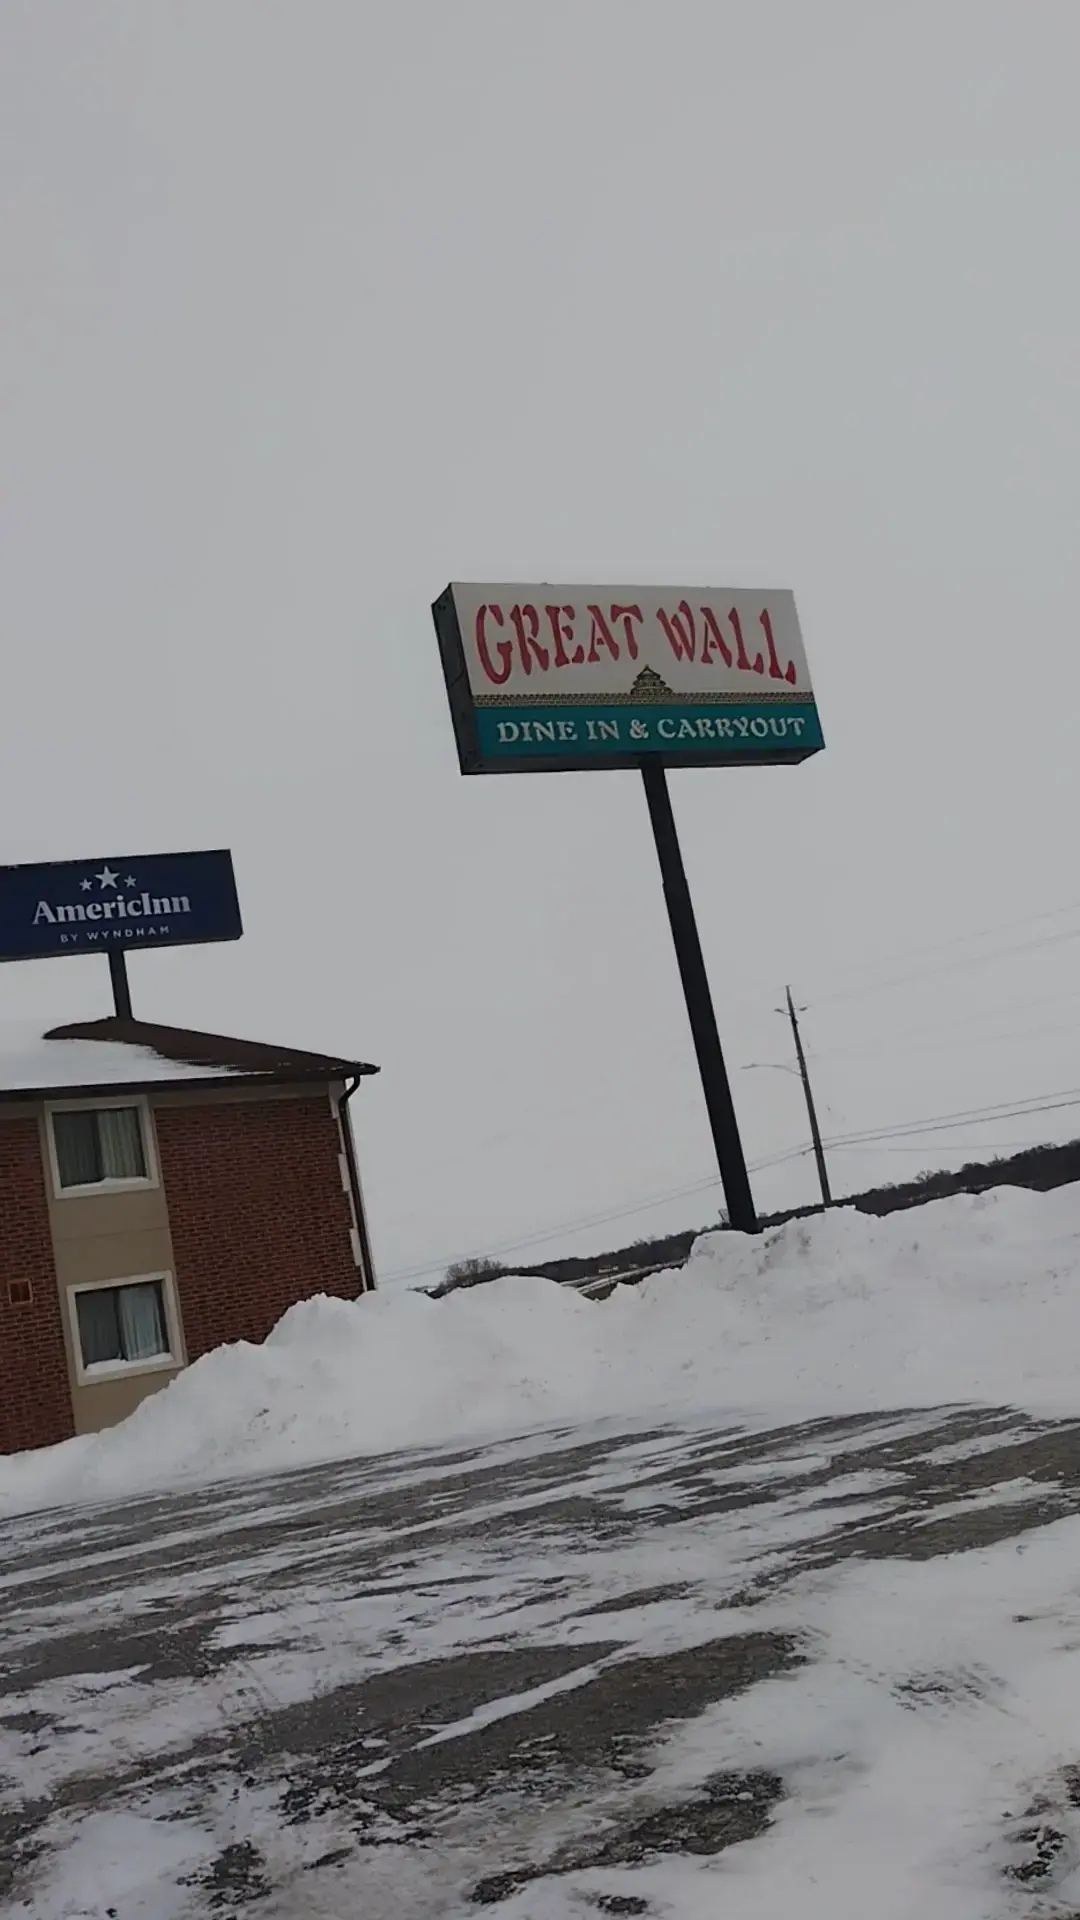 GREAT WALL
DINE IN & CARRYOUT
AmericInn
BY WYNDHAM